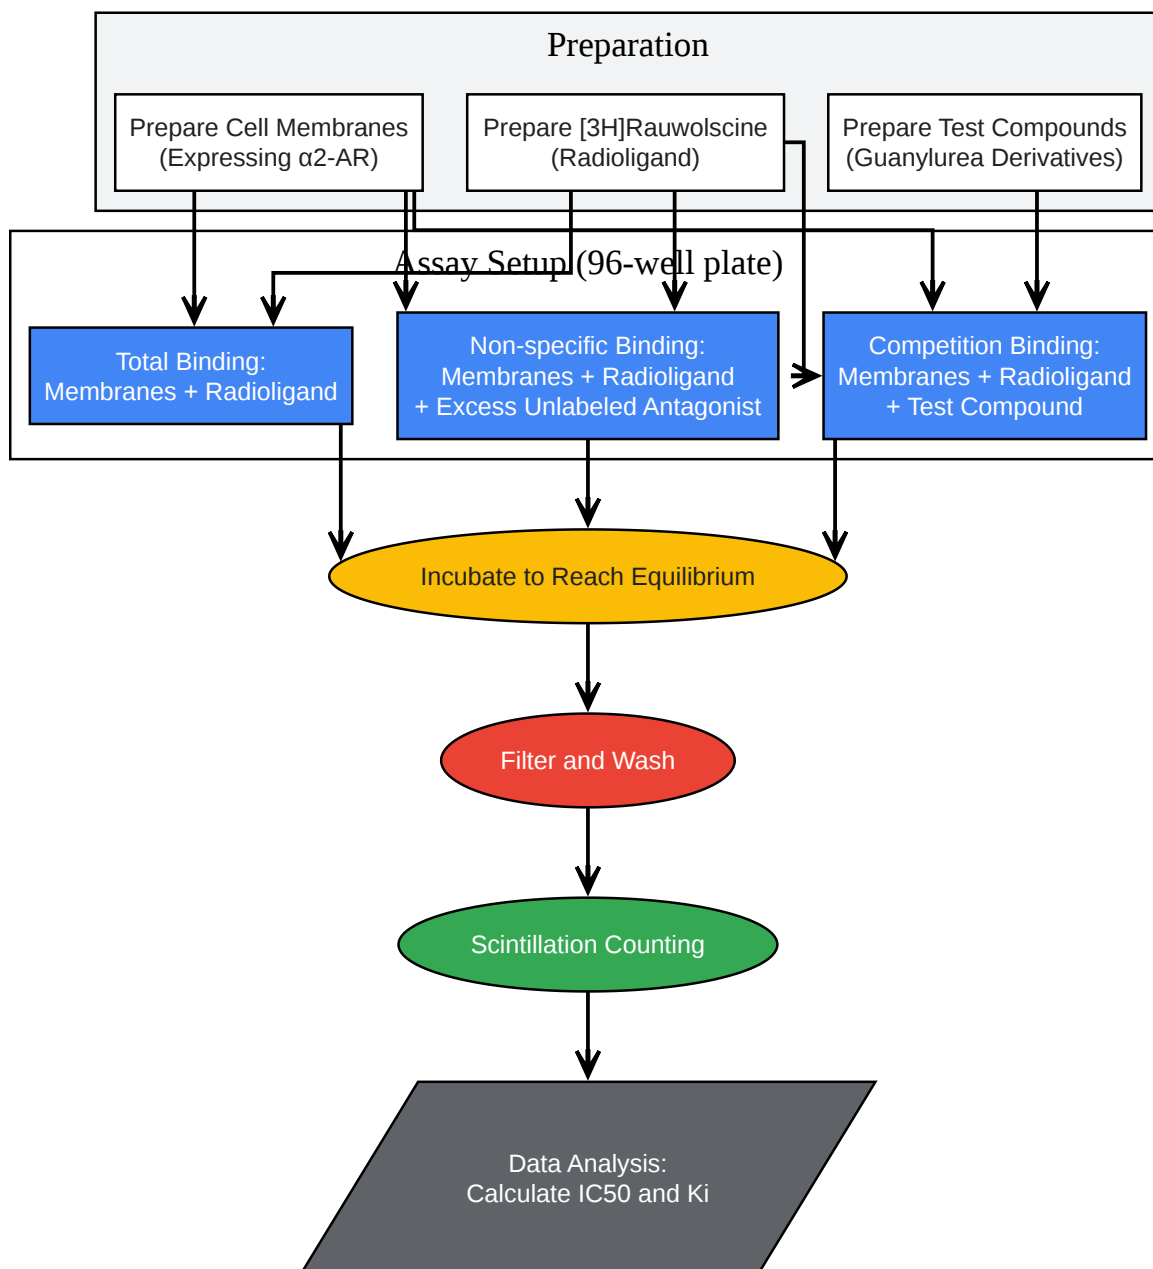 Preparation
Prepare Cell Membranes
(Expressing α2-AR)
Prepare [3H]Rauwolscine
(Radioligand)
Prepare Test Compounds
(Guanylurea Derivatives)
Assay Setup (96-well plate)
Total Binding:
Membranes + Radioligand
Non-specific Binding:
Membranes + Radioligand
+ Excess Unlabeled Antagonist
Competition Binding:
Membranes + Radioligand
+ Test Compound
Incubate to Reach Equilibrium
Filter and Wash
Scintillation Counting
Data Analysis:
Calculate IC50 and Ki